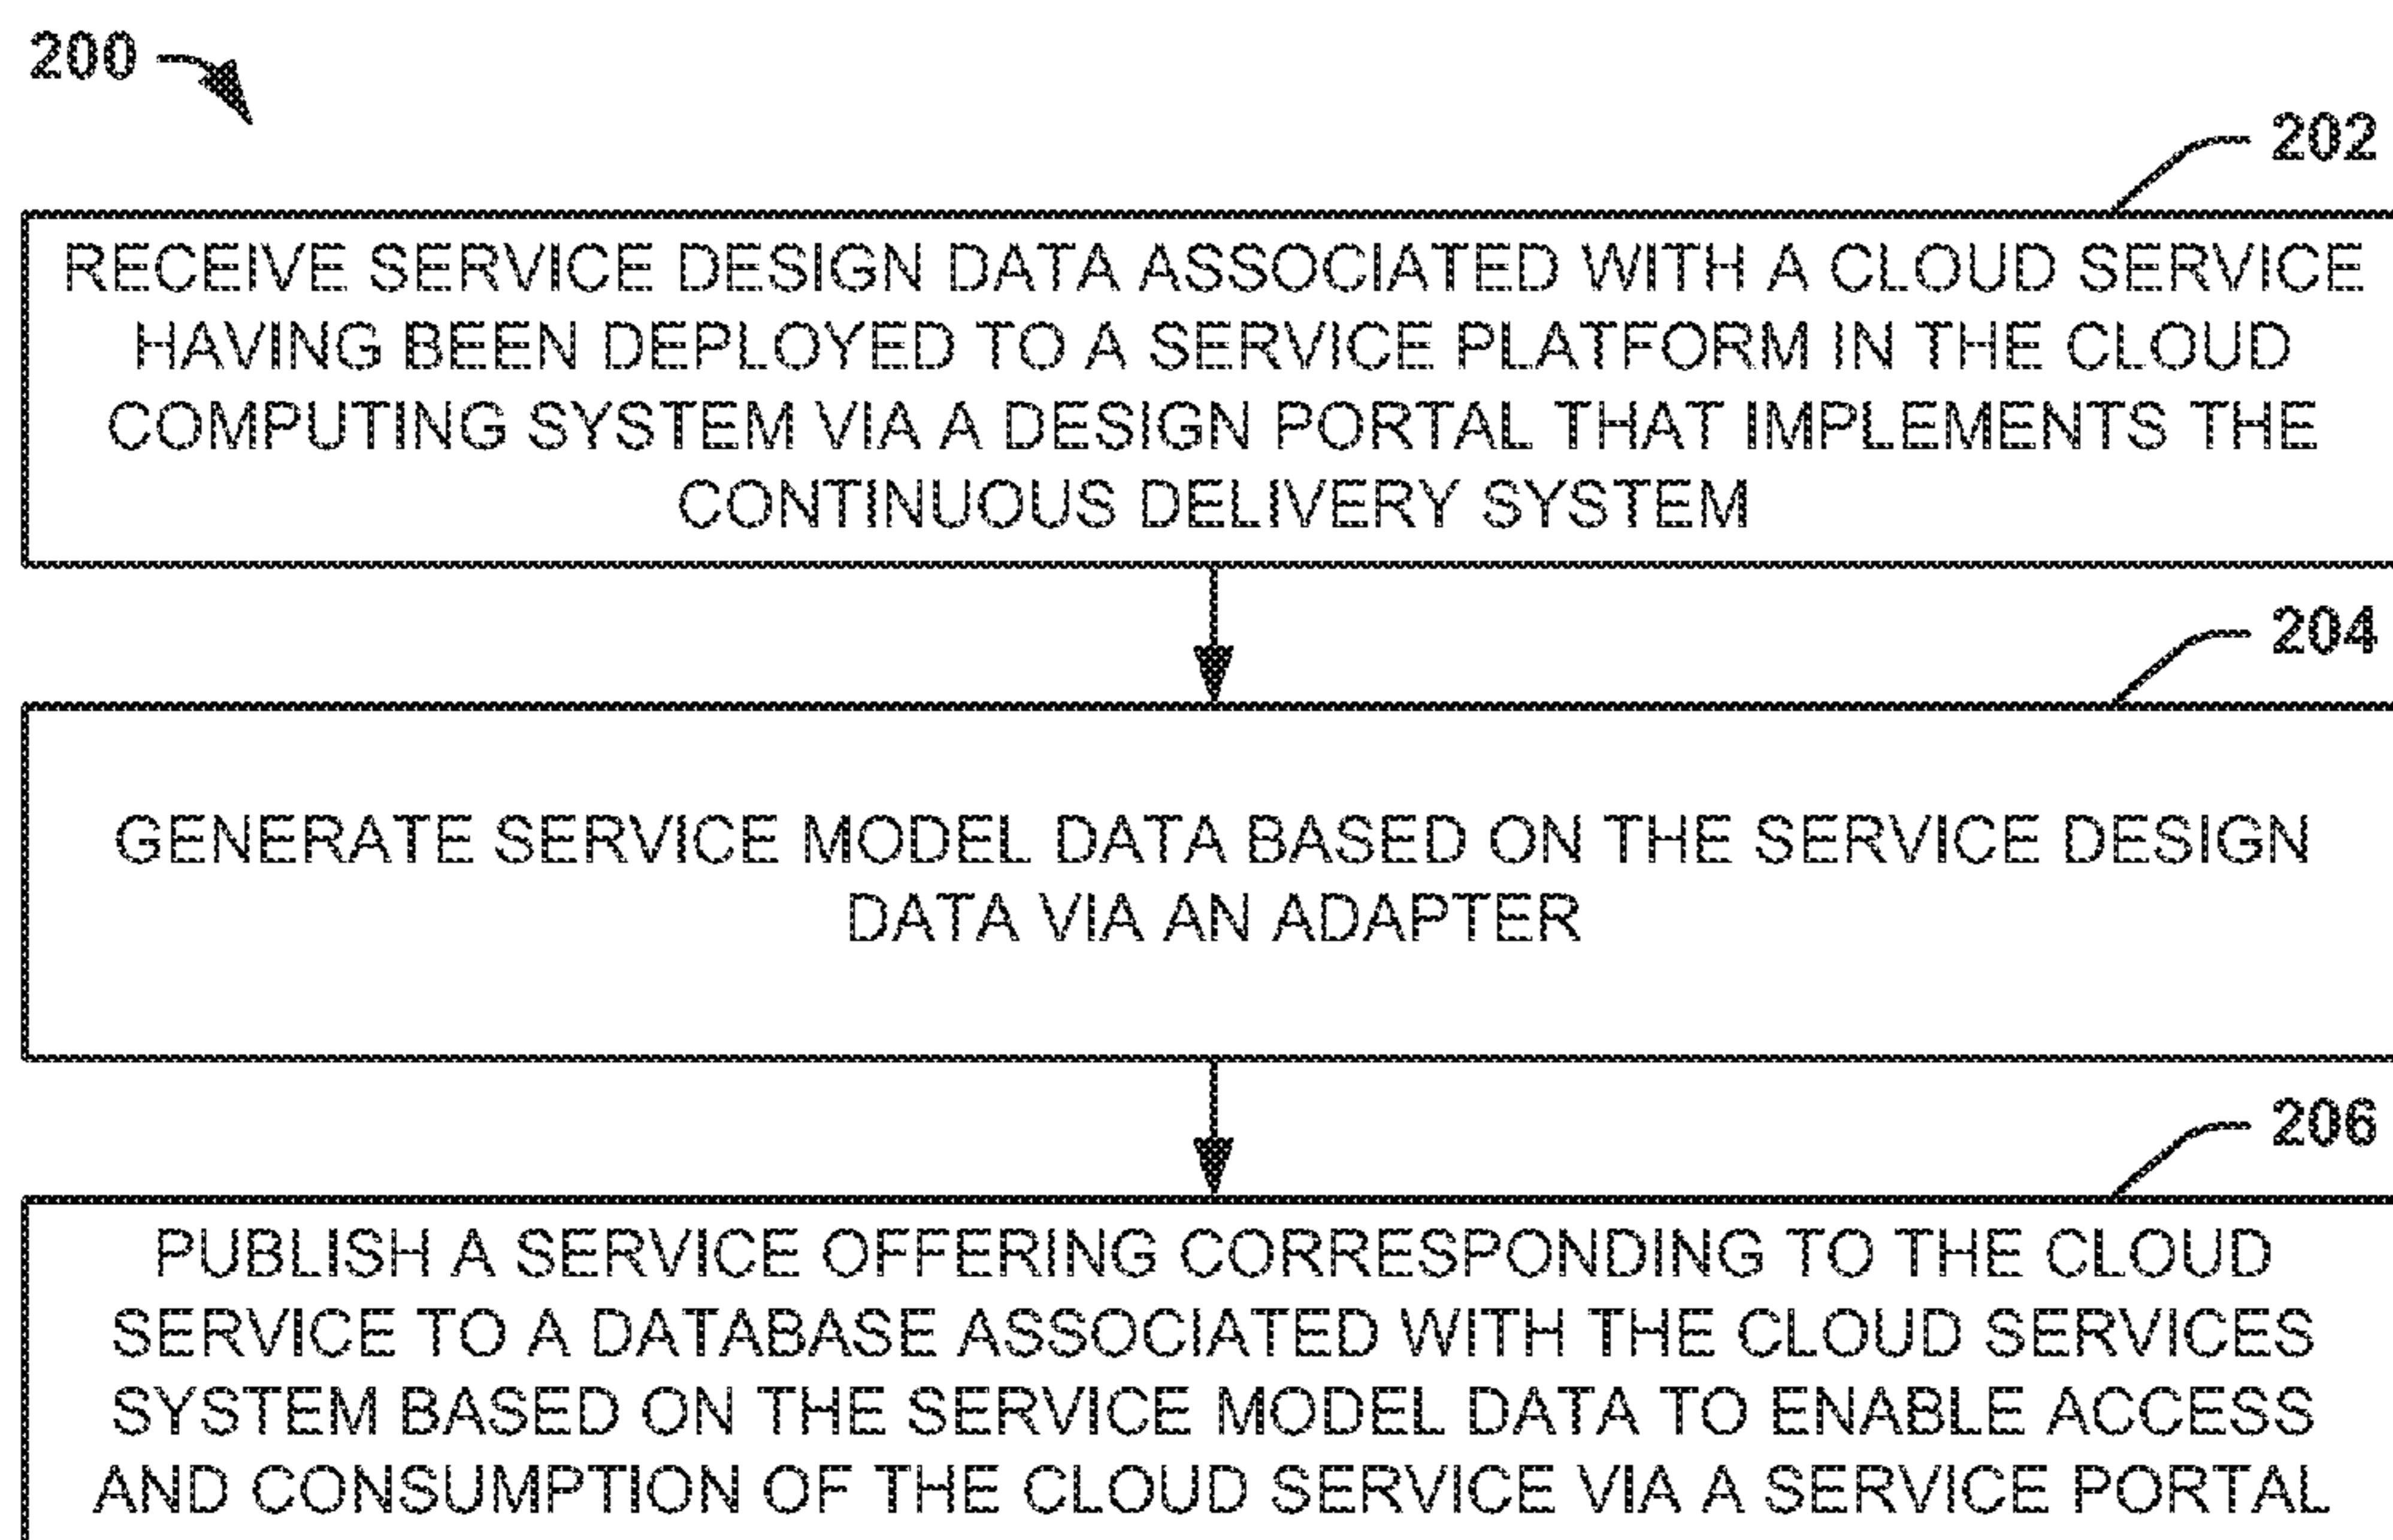 200
202
RECEIVE SERVICE DESIGN DATA ASSOCIATED WITH A CLOUD SERVICE
HAVING BEEN DEPLOYED TO A SERVICE PLATFORM IN THE CLOUD
COMPUTING SYSTEM VIA A DESIGN PORTAL THAT IMPLEMENTS THE
CONTINUOUS DELIVERY SYSTEM
204
GENERATE SERVICE MODEL DATA BASED ON THE SERVICE DESIGN
DATA VIA AN ADAPTER
206
PUBLISH A SERVICE OFFERING CORRESPONDING TO THE CLOUD
SERVICE TO A DATABASE ASSOCIATED WITH THE CLOUD SERVICES
SYSTEM BASED ON THE SERVICE MODEL DATA TO ENABLE ACCESS
AND CONSUMPTION OF THE CLOUD SERVICE VIA A SERVICE PORTAL